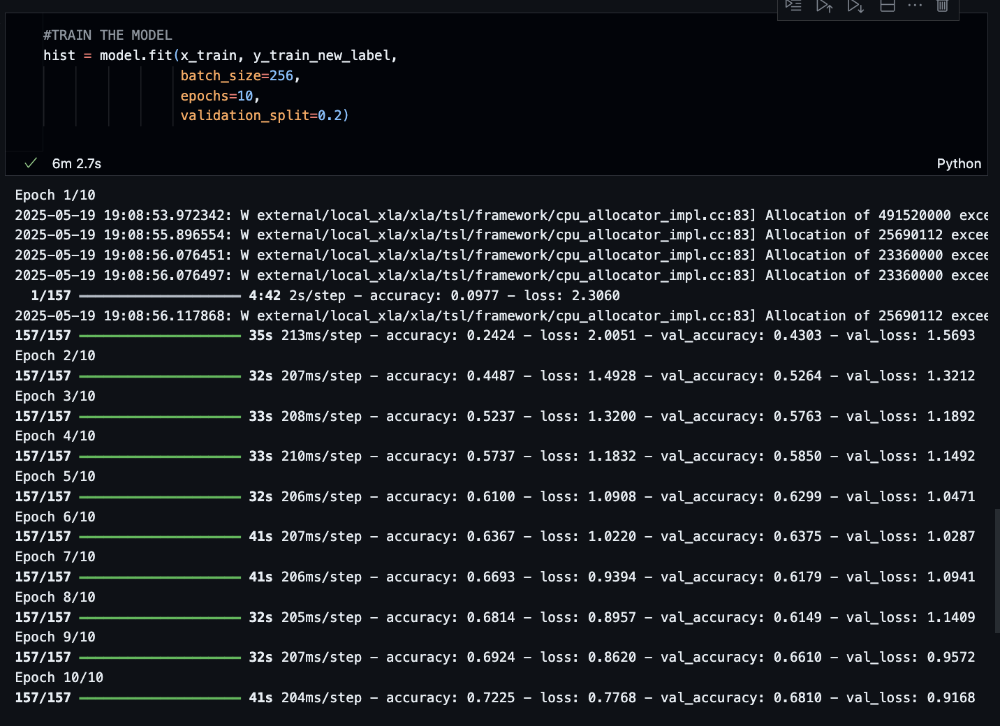 #TRAIN THE MODEL
hist = model.fit(x_train, y_train_new_label,
batch_size=256,
epochs=10,
validation_split=0.2)
6m 2.7s
Python
Epoch 1/10
2025-05-19 19:08:53.972342: W external/local_xla/xla/tsl/framework/cpu_allocator_impl.cc:83] Allocation of 491520000 exce
2025-05-19 19:08:55.896554: W external/local_xla/xla/tsl/framework/cpu_allocator_impl.cc:83] Allocation of 25690112 excee
2025-05-19 19:08:56.076451: W external/local_xla/xla/tsl/framework/cpu_allocator_impl.cc:83] Allocation of 23360000 excee
2025-05-19 19:08:56.076497: W external/local_xla/xla/tsl/framework/cpu_allocator_impl.cc:83] Allocation of 23360000 excee
1/157 4:42 2s/step - accuracy: 0.0977 - loss: 2.3060
2025-05-19 19:08:56.117868: W external/local_xla/xla/tsl/framework/cpu_allocator_impl.cc:83] Allocation of 25690112 excee
157/157 35s 213ms/step - accuracy: 0.2424 - loss: 2.0051 - val_accuracy: 0.4303 - val_loss: 1.5693
Epoch 2/10
157/157 32s 207ms/step - accuracy: 0.4487 - loss: 1.4928 - val_accuracy: 0.5264 - val_loss: 1.3212
Epoch 3/10
157/157 33s 208ms/step - accuracy: 0.5237 - loss: 1.3200 - val_accuracy: 0.5763 - val_loss: 1.1892
Epoch 4/10
157/157 33s 210ms/step - accuracy: 0.5737 - loss: 1.1832 - val_accuracy: 0.5850 - val_loss: 1.1492
Epoch 5/10
157/157 32s 206ms/step - accuracy: 0.6100 - loss: 1.0908 - val_accuracy: 0.6299 - val_loss: 1.0471
Epoch 6/10
157/157 41s 207ms/step - accuracy: 0.6367 - loss: 1.0220 - val_accuracy: 0.6375 - val_loss: 1.0287
Epoch 7/10
157/157 41s 206ms/step - accuracy: 0.6693 - loss: 0.9394 - val_accuracy: 0.6179 - val_loss: 1.0941
Epoch 8/10
157/157 32s 205ms/step - accuracy: 0.6814 - loss: 0.8957 - val_accuracy: 0.6149 - val_loss: 1.1409
Epoch 9/10
157/157 32s 207ms/step - accuracy: 0.6924 - loss: 0.8620 - val_accuracy: 0.6610 - val_loss: 0.9572
Epoch 10/10
157/157 41s 204ms/step - accuracy: 0.7225 - loss: 0.7768 - val_accuracy: 0.6810 - val_loss: 0.9168